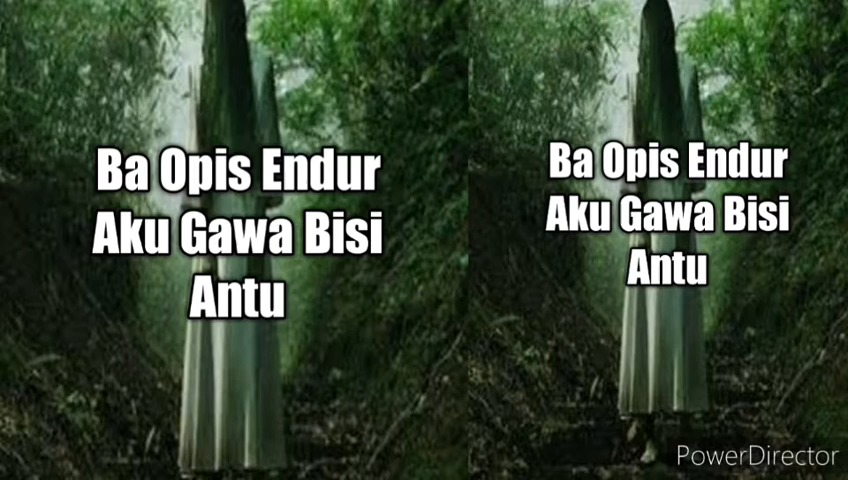 Ba Opis Endur
Aku Gawa Bisi
Antu
Ba Opis Endur
Aku Gawa Bisi
Antu
PowerDirector